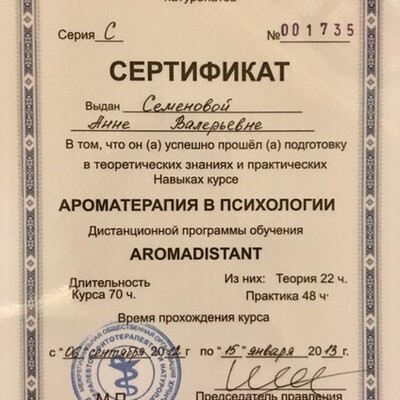 натуропатов
Серия С №001735
СЕРТИФИКАТ
Выдан Семеновой
Анне Валерьевне
В том, что он (а) успешно прошёл (а) подготовку
в теоретических знаниях и практических
Навыках курсе
АРОМАТЕРАПИЯ В ПСИХОЛОГИИ
Дистанционной программы обучения
AROMADISTANT
Длительность Из них: Теория 22 ч.
Курса 70 ч. Практика 48 ч.
Время прохождения курса
с "06 сентября 2012 г. по "15" января 2013 г.
М.П. Председатель правления